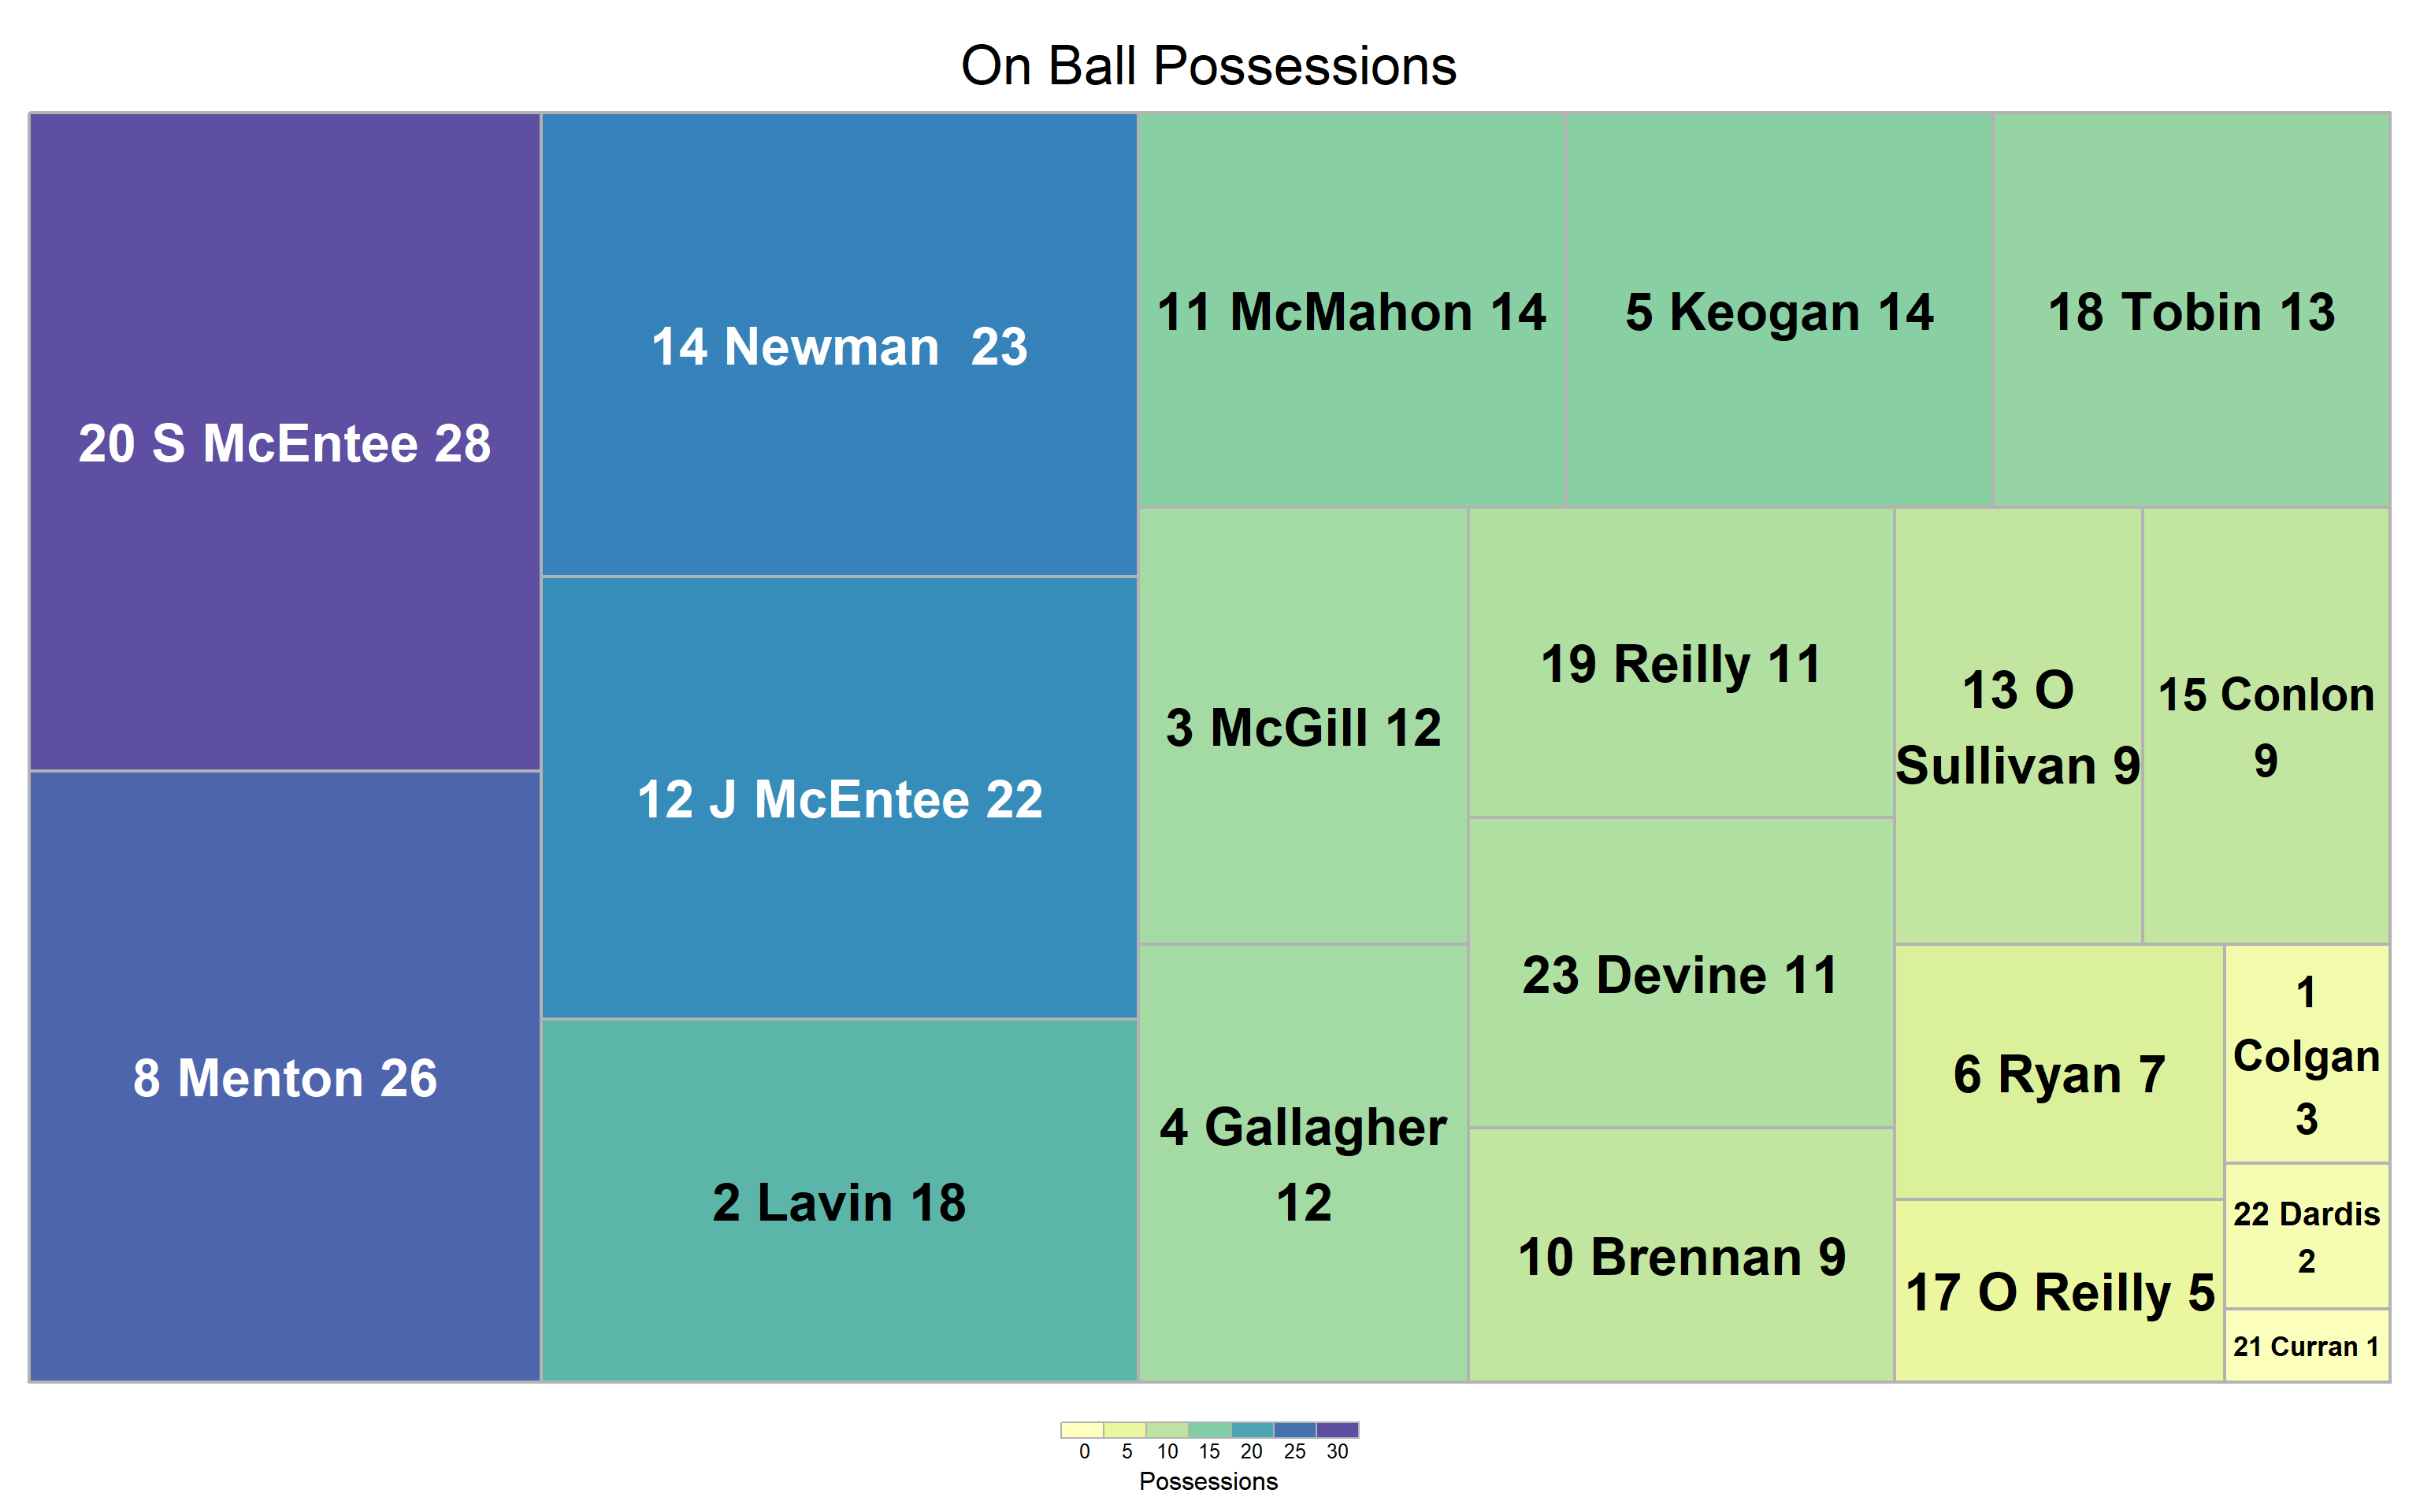 On Ball Possessions
20 S McEntee 28
8 Menton 26
14 Newman  23
12 J McEntee 22
2 Lavin 18
11 McMahon 14
5 Keogan 14
18 Tobin 13
3 McGill 12
4 Gallagher
12
19 Reilly 11
23 Devine 11
10 Brennan 9
13 O
Sullivan 9
15 Conlon
9
6 Ryan 7
17 O Reilly 5
1
Colgan
3
22 Dardis
2
21 Curran 1
0 5 10 15 20 25 30
Possessions